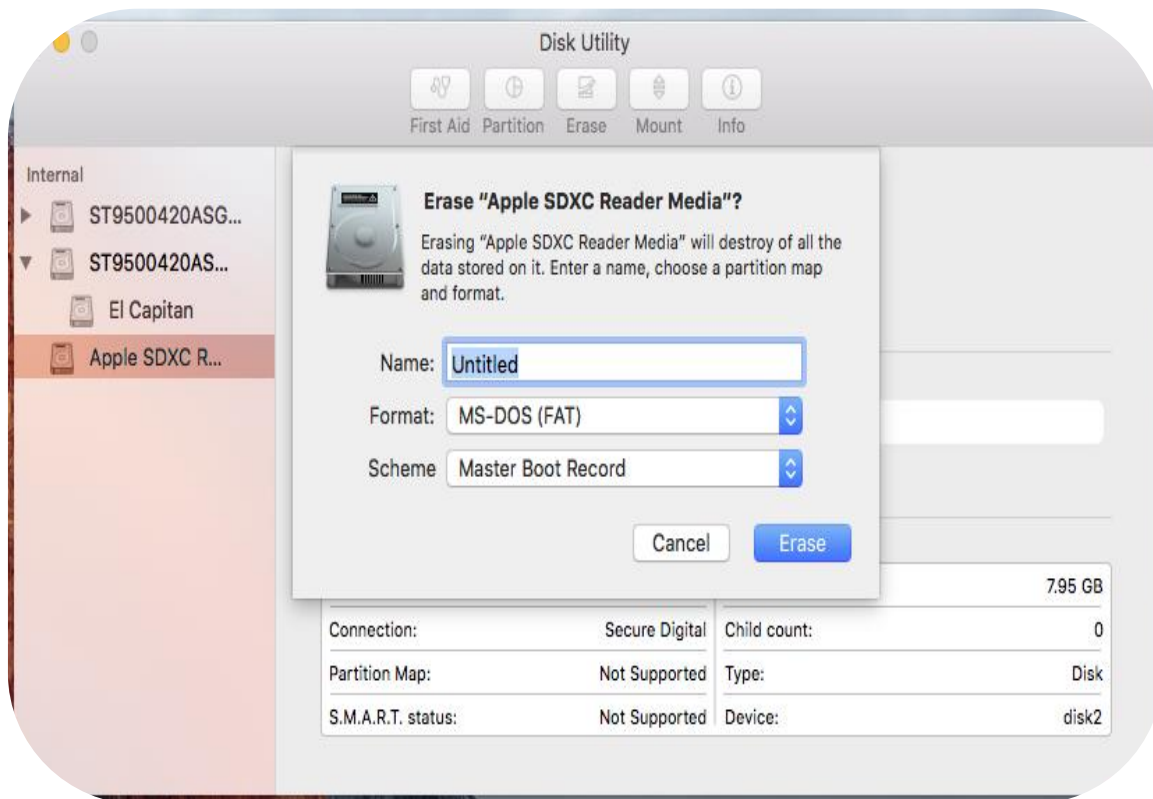 Disk Utility
First Aid Partition Erase Mount Info
Internal
ST9500420ASG...
ST9500420AS...
El Capitan
Apple SDXC R...
Erase "Apple SDXC Reader Media"?
Erasing "Apple SDXC Reader Media" will destroy of all the
data stored on it. Enter a name, choose a partition map
and format.
Name: Untitled
Format: MS-DOS (FAT)
Scheme Master Boot Record
Cancel Erase
7.95 GB
Connection: Secure Digital Child count: 0
Partition Map: Not Supported Type: Disk
S.M.A.R.T. status: Not Supported Device: disk2